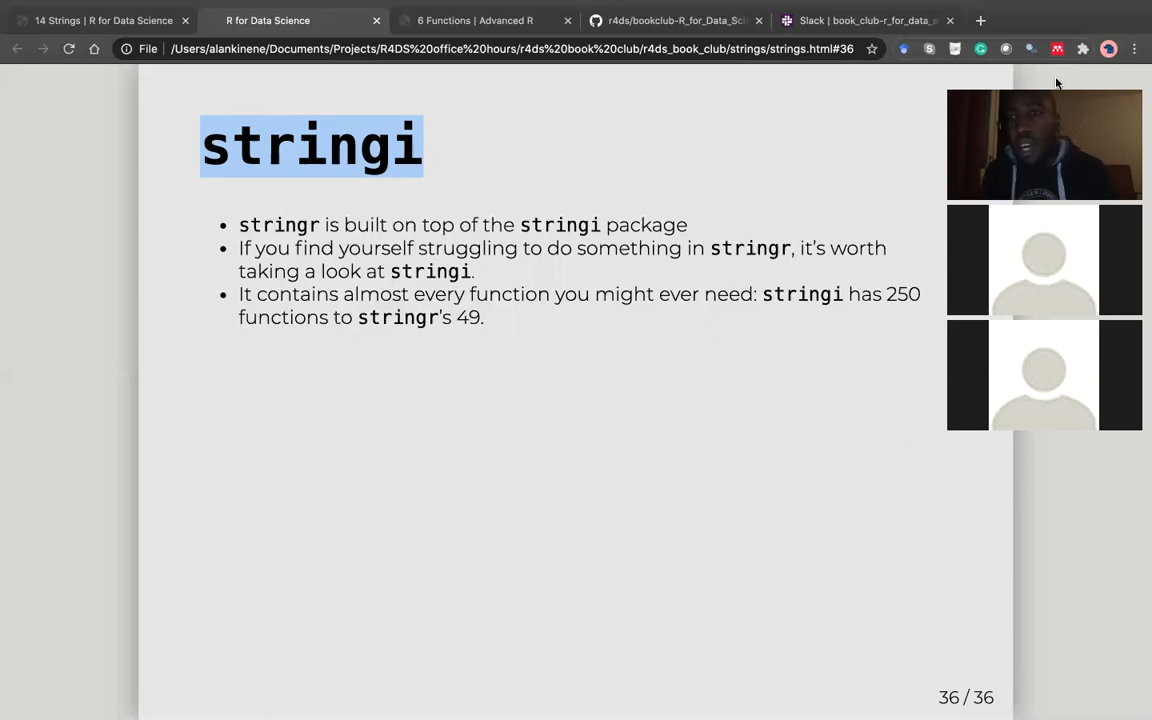 14 Strings | R for Data Science
R for Data Science
6 Functions | Advanced R
r4ds/bookclub-R_for_Data_Sci
Slack | book_club-r_for_data_s
File
/Users/alankinene/Documents/Projects/R4DS%20office%20hours/r4ds%20book%20club/r4ds_book_club/strings/strings.html#36
stringi
• stringr is built on top of the stringi package
• If you find yourself struggling to do something in stringr, it's worth
taking a look at stringi.
• It contains almost every function you might ever need: stringi has 250
functions to stringr's 49.
36 / 36